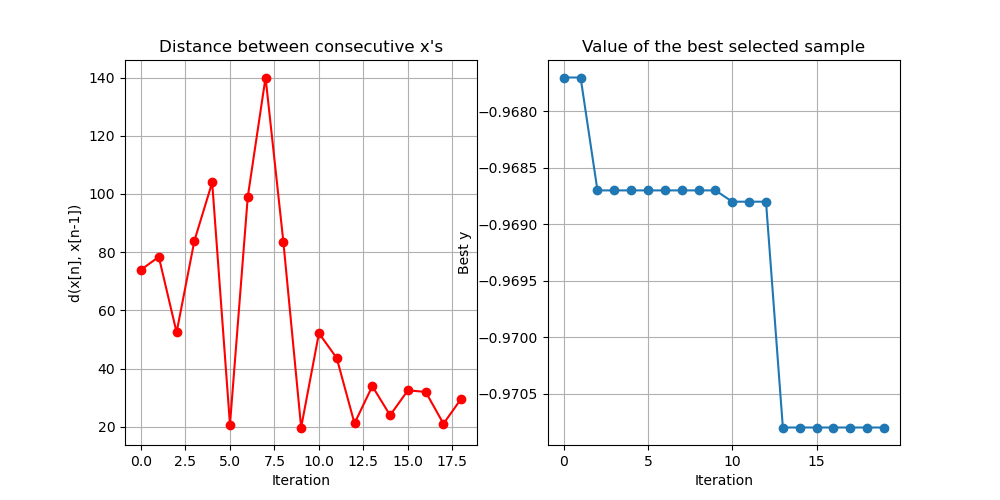 Distance between consecutive x's
140
120
100
80
60
40
20
d(x[n], x[n-1])
0.0 2.5 5.0 7.5 10.0 12.5 15.0 17.5
Iteration
Value of the best selected sample
−0.9680
−0.9685
−0.9690
−0.9695
−0.9700
−0.9705
Best y
0 5 10 15
Iteration